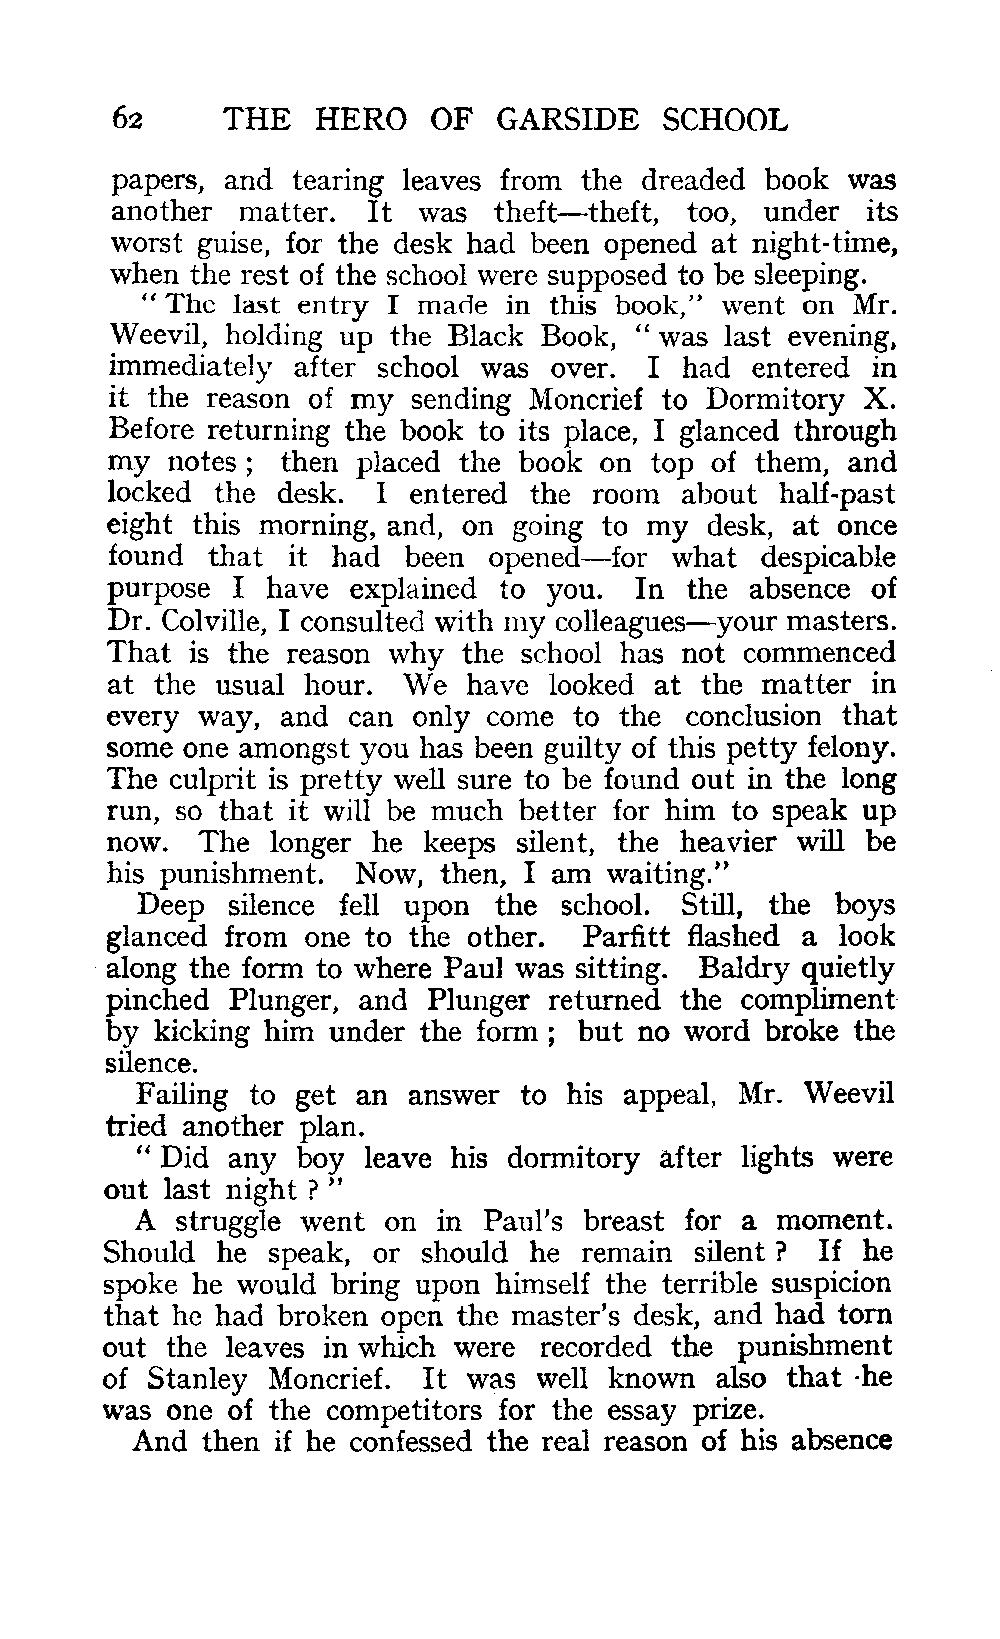 62 THE HERO OF GARSIDE SCHOOL
papers, and tearing leaves from the dreaded book was
another matter. It was theft—theft, too, under its
worst guise, for the desk had been opened at night-time,
when the rest of the school were supposed to be sleeping.
“ The last entry I made in this book,” went on Mr.
Weevil, holding up the Black Book, “ was last evening,
immediately after school was over. I had entered in
it the reason of my sending Moncrief to Dormitory X.
Before returning the book to its place, I glanced through
my notes ; then placed the book on top of them, and
locked the desk. I entered the room about half-past
eight this morning, and, on going to my desk, at once
found that it had been opened—for what despicable
purpose I have explained to you. In the absence of
Dr. Colville, I consulted with my colleagues—your masters.
That is the reason why the school has not commenced
at the usual hour. We have looked at the matter in
every way, and can only come to the conclusion that
some one amongst you has been guilty of this petty felony.
The culprit is pretty well sure to be found out in the long
run, so that it will be much better for him to speak up
now. The longer he keeps silent, the heavier will be
his punishment. Now, then, I am waiting.”
Deep silence fell upon the school. Still, the boys
glanced from one to the other. Parfitt flashed a look
along the form to where Paul was sitting. Baldry quietly
pinched Plunger, and Plunger returned the compliment
by kicking him under the form ; but no word broke the
silence.
Failing to get an answer to his appeal, Mr. Weevil
tried another plan.
“ Did any boy leave his dormitory after lights were
out last night ? ”
A struggle went on in Paul’s breast for a moment.
Should he speak, or should he remain silent ? If he
spoke he would bring upon himself the terrible suspicion
that he had broken open the master’s desk, and had torn
out the leaves in which were recorded the punishment
of Stanley Moncrief. It was well known also that he
was one of the competitors for the essay prize.
And then if he confessed the real reason of his absence